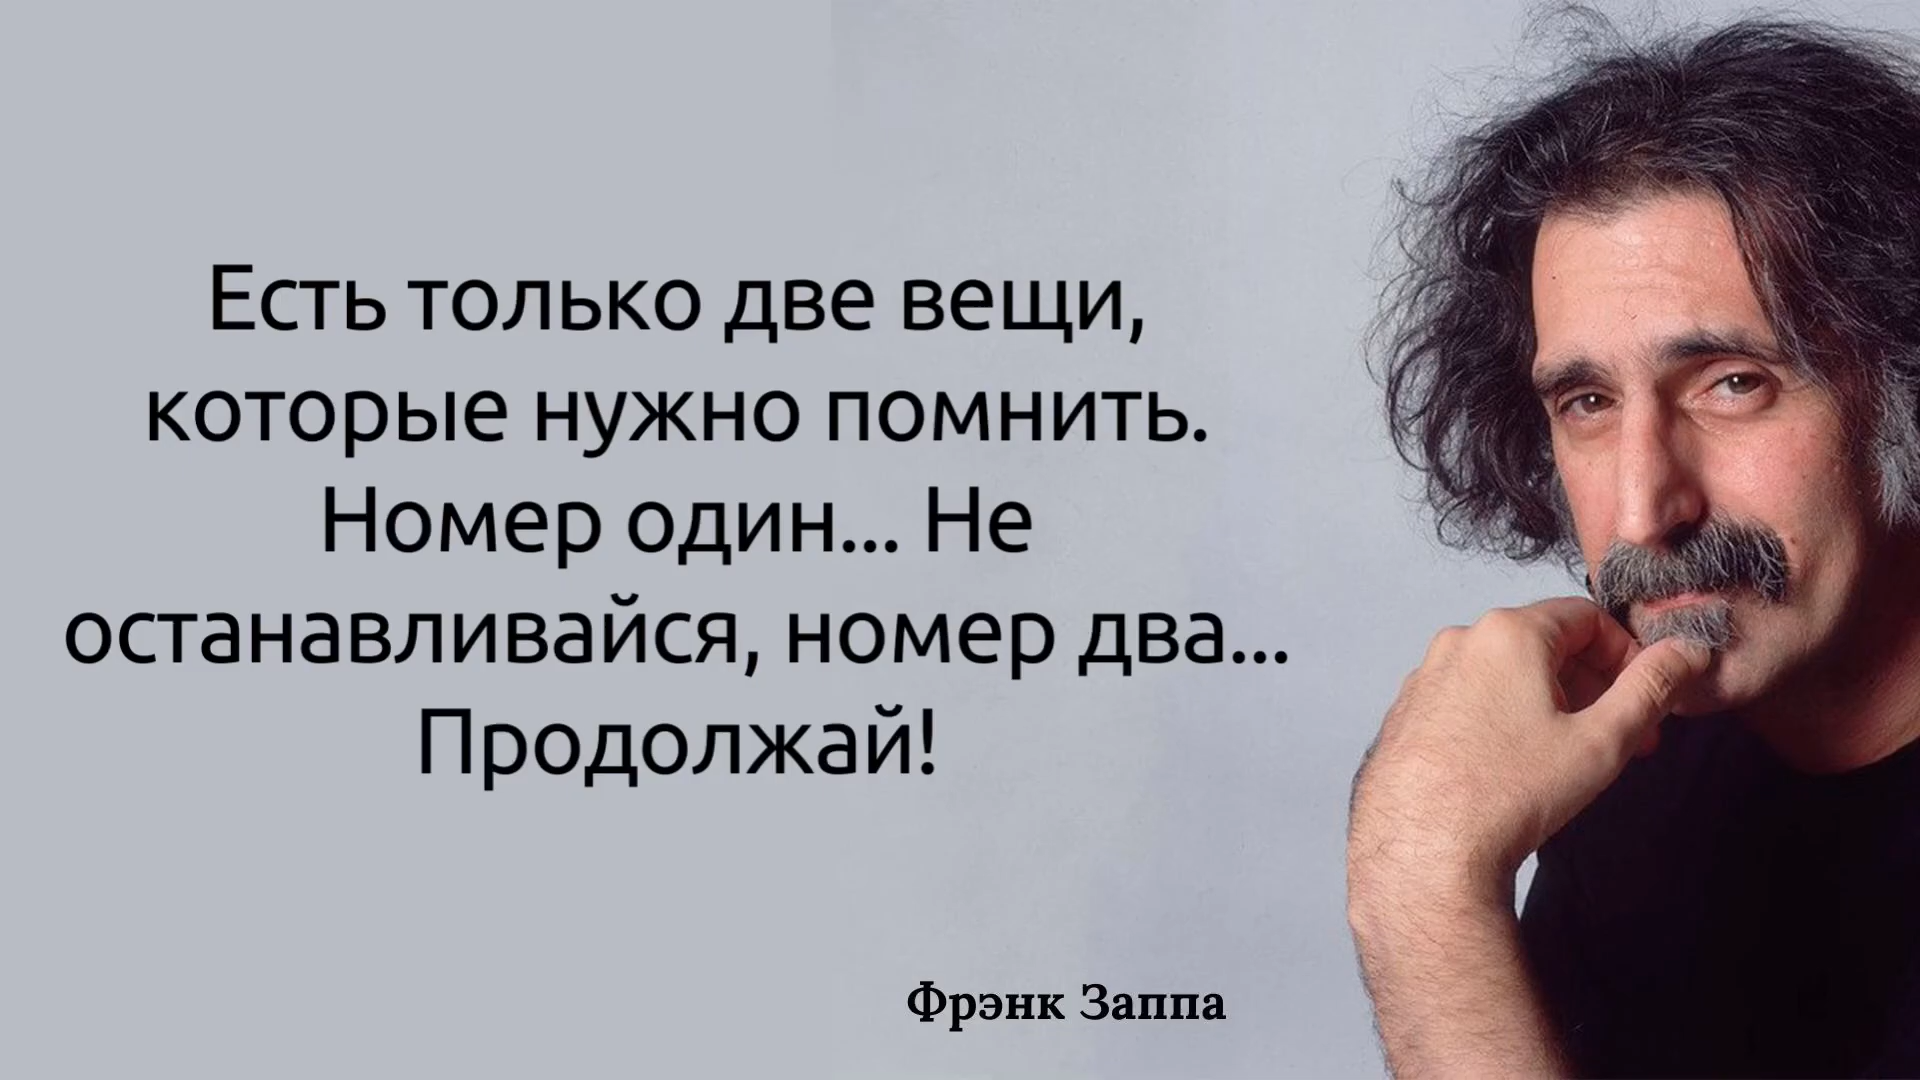 Есть только две вещи,
которые нужно помнить.
Номер один... Не
останавливайся, номер два...
Продолжай!
Фрэнк Заппа